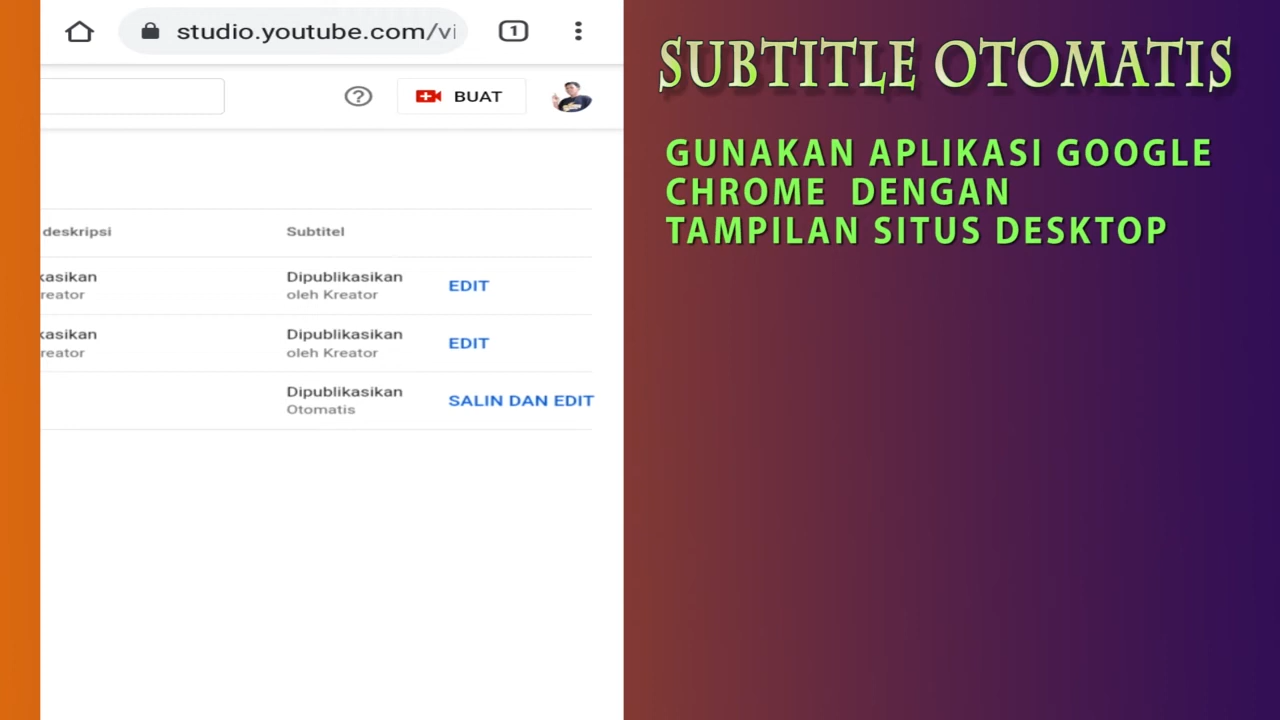 studio.youtube.com/vi
1
BUAT
deskripsi Subtitel
kasikan Dipublikasikan
reator oleh Kreator
EDIT
kasikan Dipublikasikan
reator oleh Kreator
EDIT
Dipublikasikan
Otomatis
SALIN DAN EDIT
SUBTITLE OTOMATIS
GUNAKAN APLIKASI GOOGLE
CHROME DENGAN
TAMPILAN SITUS DESKTOP